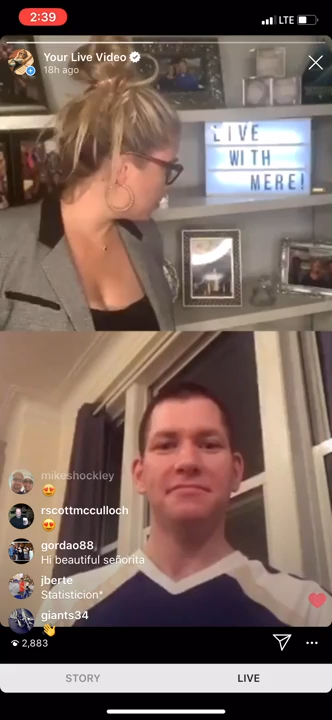 2:39
LTE
Your Live Video
18h ago
LIVE
WITH
MERE!
mikeshockley
😍
rscottmcculloch
😍
gordao88
Hi beautiful señorita
jberte
Statisticion*
giants34
👋
2,883
STORY
LIVE